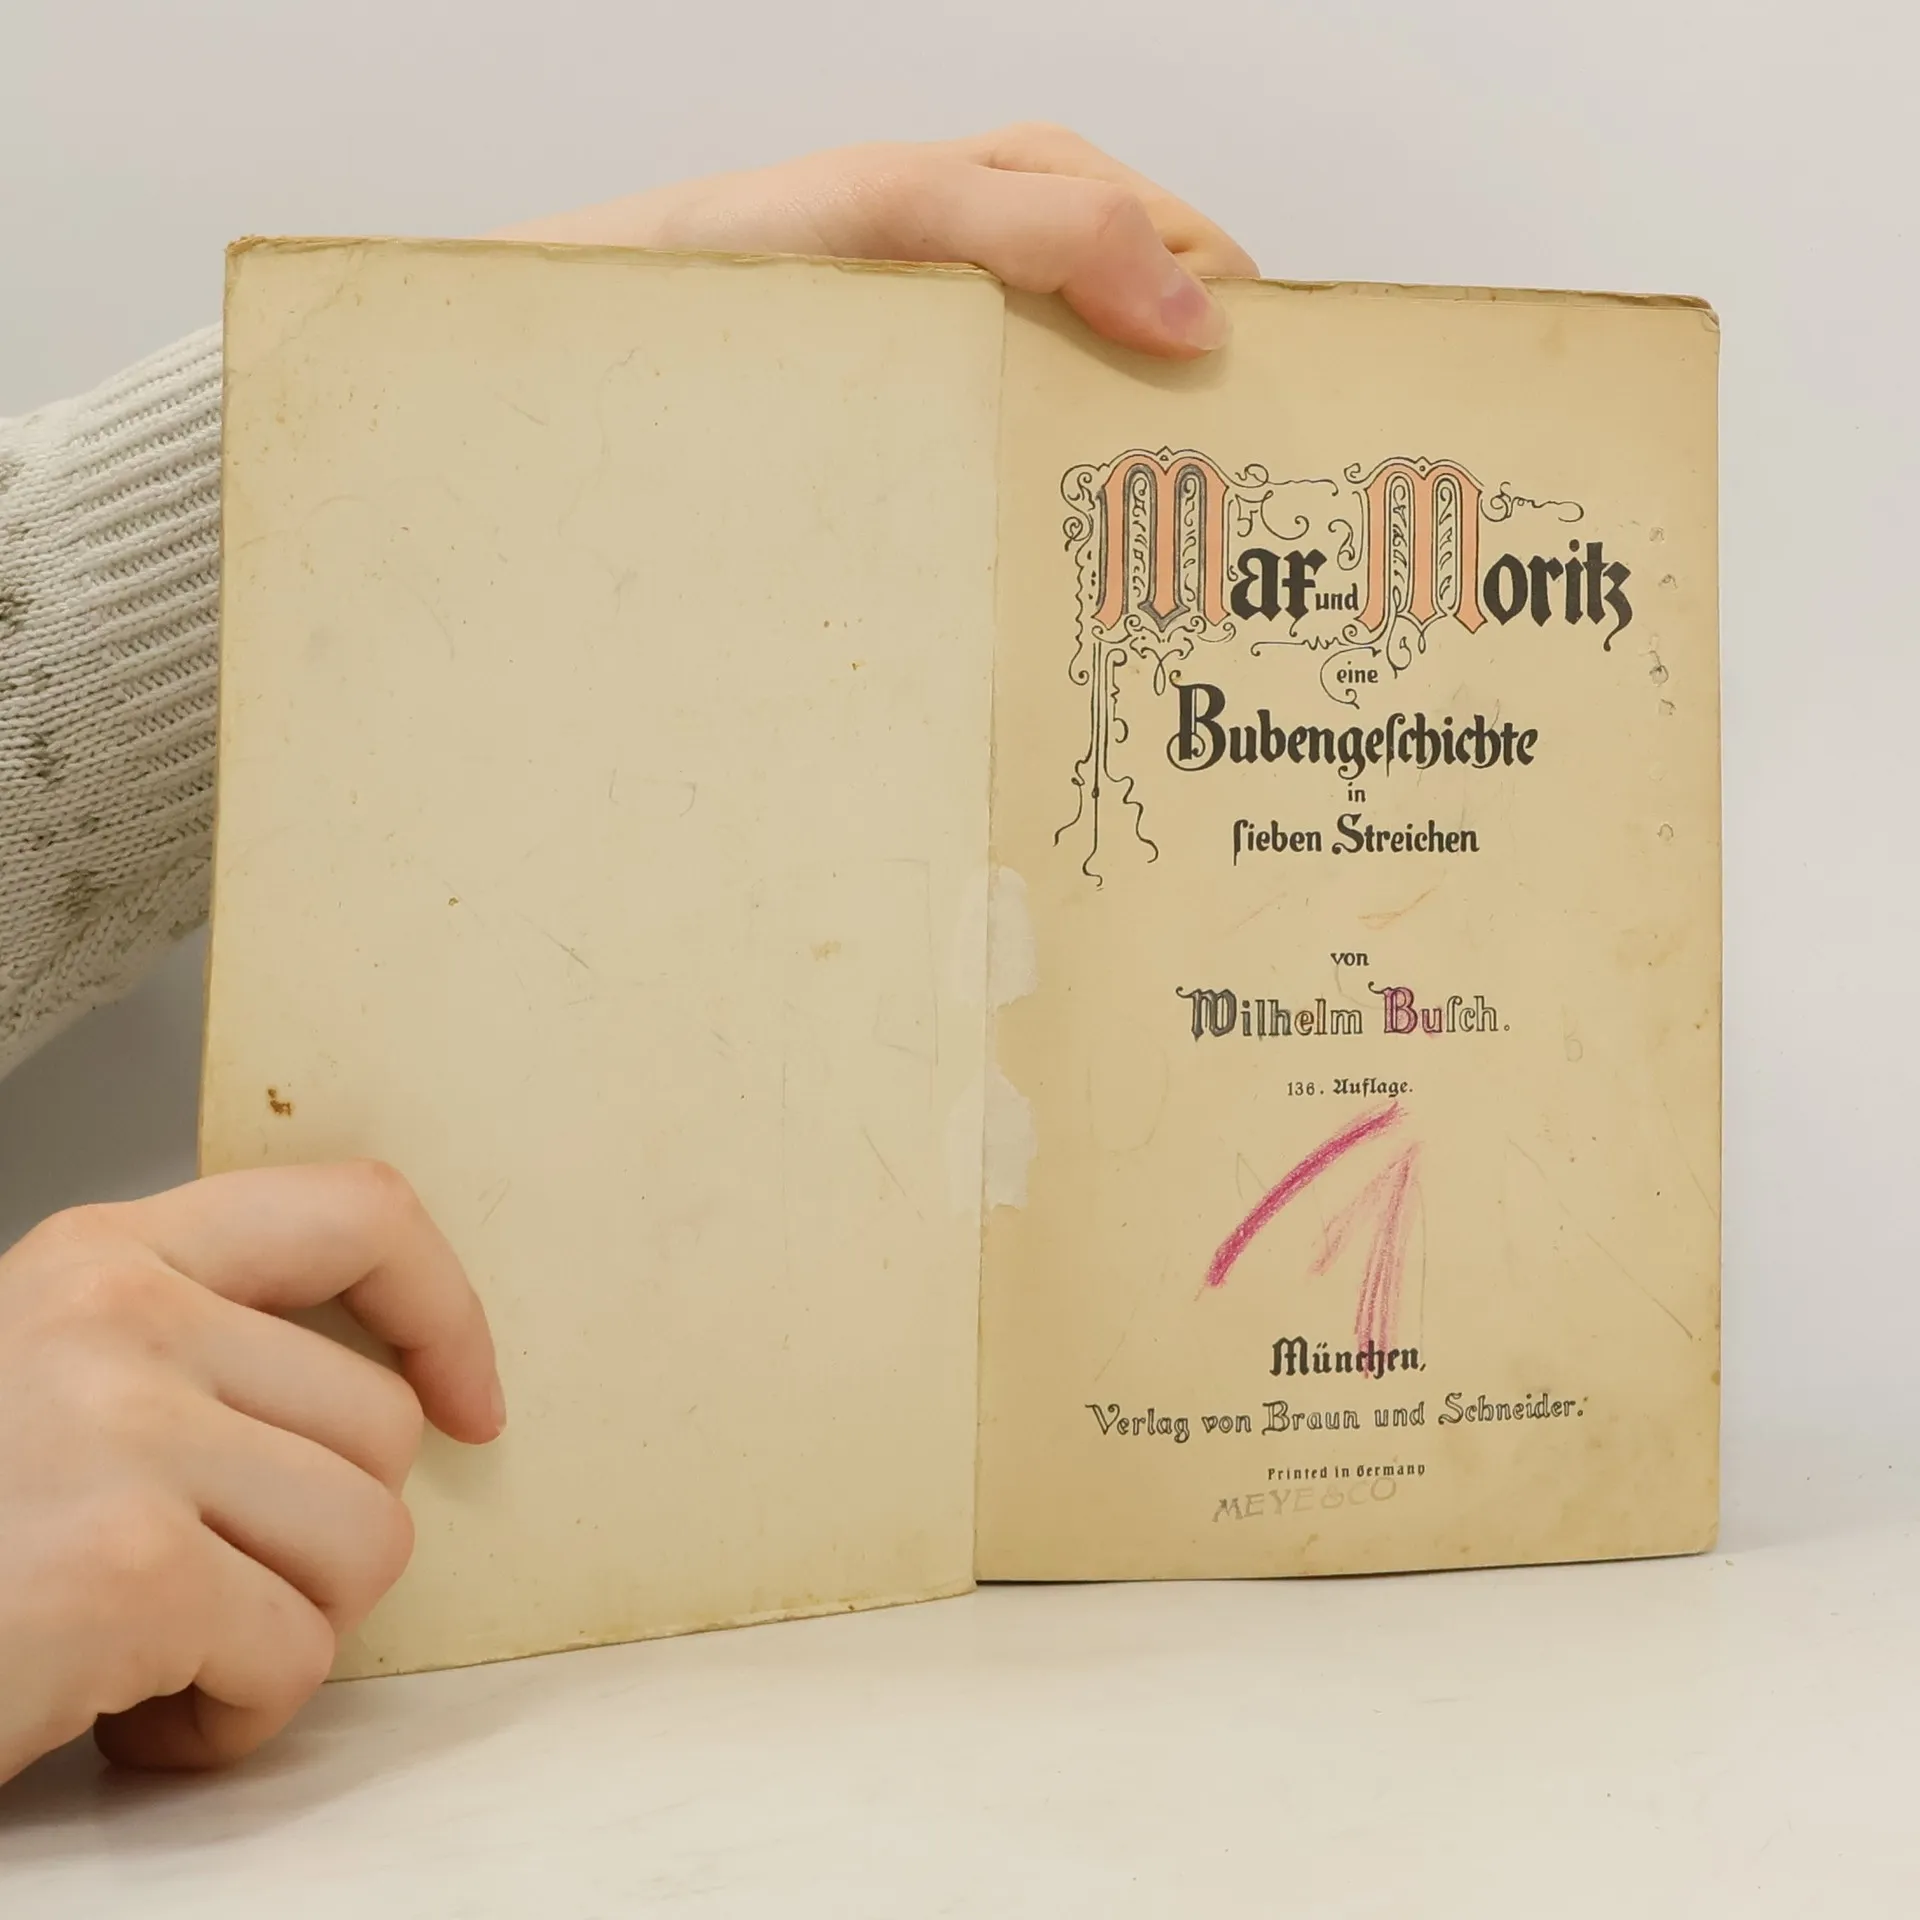 Max und Moritz
eine
Bubengeſchichte
in
ſieben Streichen
von
Wilhelm Buſch.
136. Auflage.
München,
Verlag von Braun und Schneider.
Printed in Germany
MEYE&CO